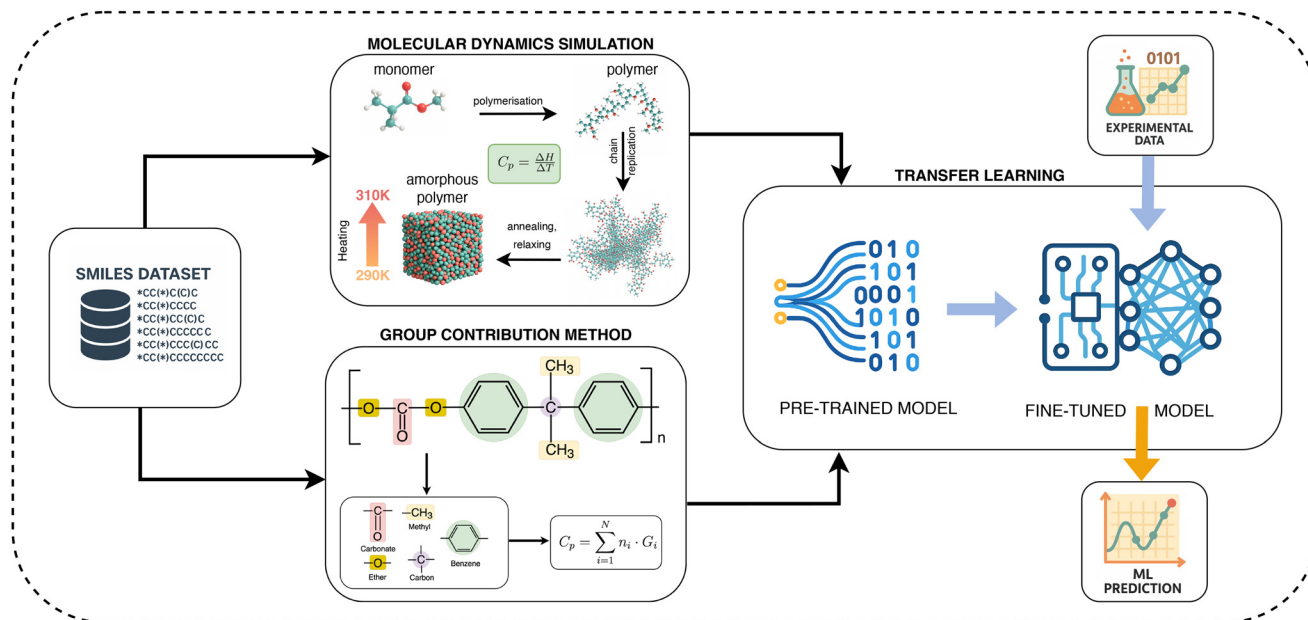 MOLECULAR DYNAMICS SIMULATION
monomer
polymer
polymerisation
chain
replication
C_p = ΔH/ΔT
amorphous
polymer
annealing,
relaxing
310K
Heating
290K
SMILES DATASET
*CC(*)C(C)C
*CC(*)CCCC
*CC(*)CC(C)C
*CC(*)CCCCC C
*CC(*)CCC(C)CC
*CC(*)CCCCCCCC
GROUP CONTRIBUTION METHOD
CH₃
O
C
O
C
O
CH₃
n
C
O
Carbonate
CH₃
Methyl
O
Ether
C
Carbon
Benzene
C_p = ∑_{i=1}^{N} n_i · G_i
0101
EXPERIMENTAL
DATA
TRANSFER LEARNING
010
101
0001
1010
101
010
PRE-TRAINED MODEL
FINE-TUNED MODEL
ML
PREDICTION